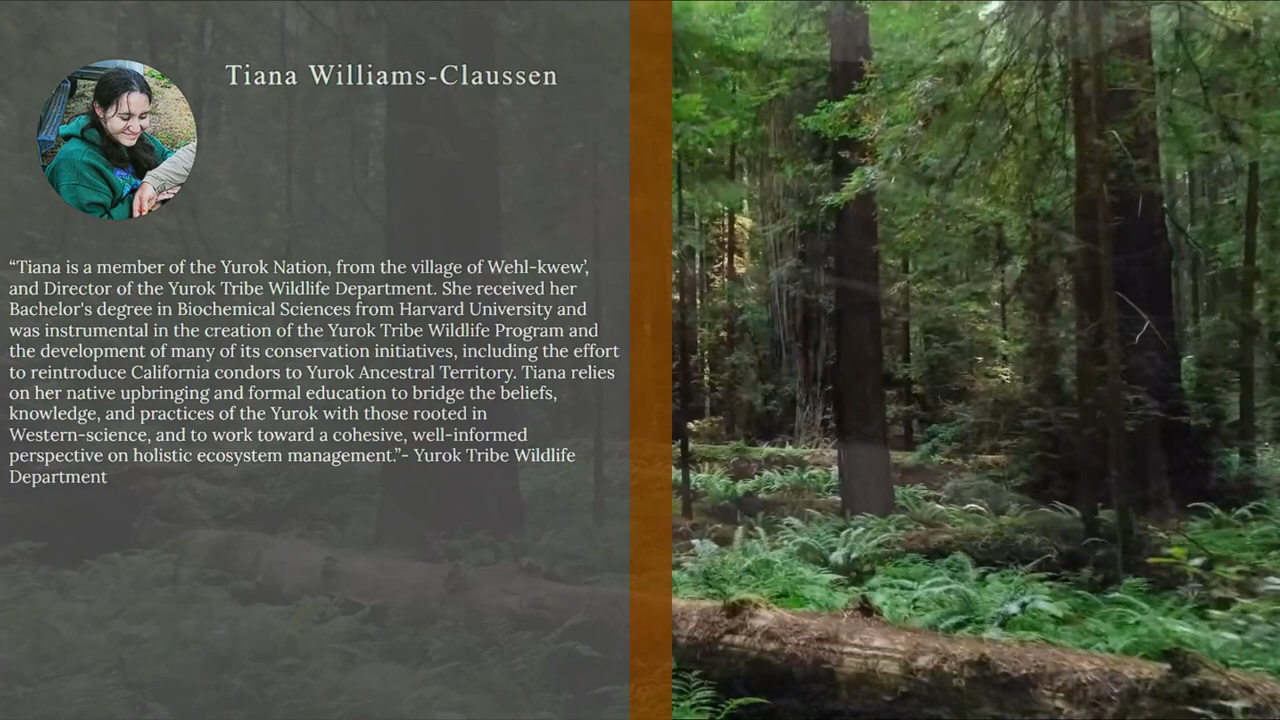 Tiana Williams-Claussen
“Tiana is a member of the Yurok Nation, from the village of Wehl-kwew’,
and Director of the Yurok Tribe Wildlife Department. She received her
Bachelor's degree in Biochemical Sciences from Harvard University and
was instrumental in the creation of the Yurok Tribe Wildlife Program and
the development of many of its conservation initiatives, including the effort
to reintroduce California condors to Yurok Ancestral Territory. Tiana relies
on her native upbringing and formal education to bridge the beliefs,
knowledge, and practices of the Yurok with those rooted in
Western-science, and to work toward a cohesive, well-informed
perspective on holistic ecosystem management.”- Yurok Tribe Wildlife
Department